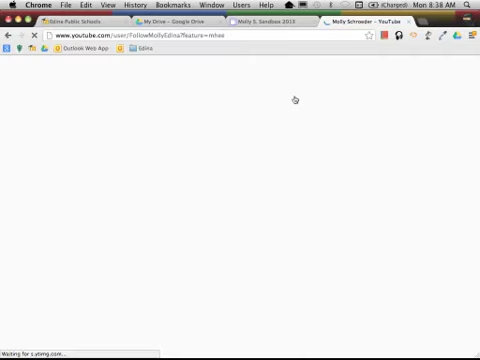 Chrome File Edit View History Bookmarks Window Users Help (Charged) Mon 8:38 AM
Edina Public Schools My Drive - Google Drive Molly S. Sandbox 2013 Molly Schroeder - YouTube
www.youtube.com/user/FollowMollyEdina?feature=mhee
Outlook Web App Edina
Waiting for s.ytimg.com...